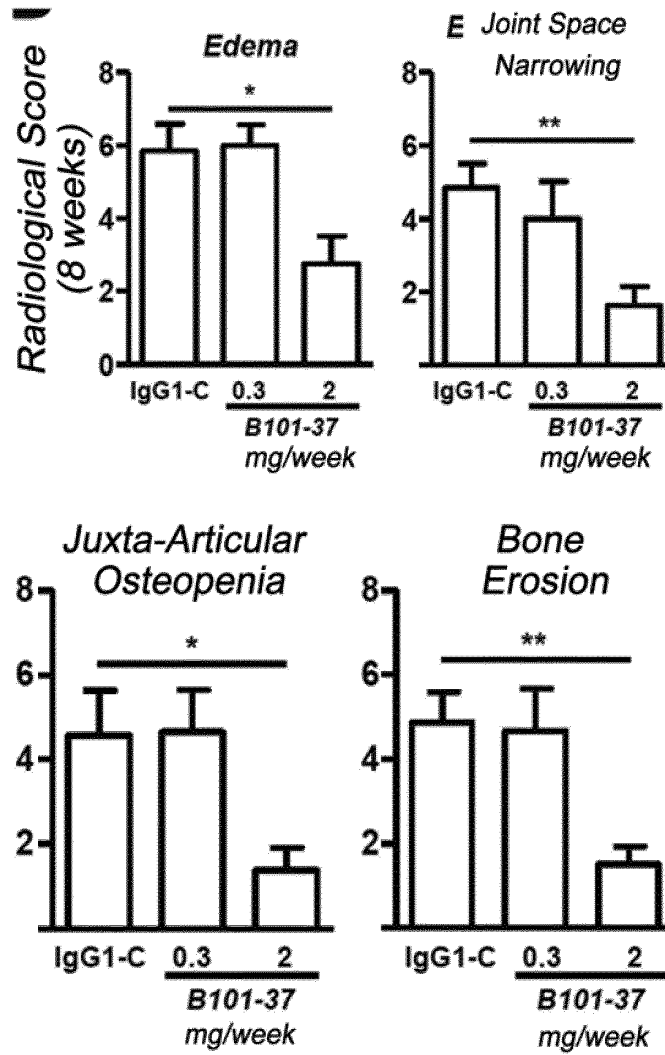 Edema
Radiological Score
(8 weeks)
8
6
4
2
0
*
IgG1-C 0.3 2
B101-37
mg/week
E Joint Space
Narrowing
8
6
4
2
**
IgG1-C 0.3 2
B101-37
mg/week
Juxta-Articular
Osteopenia
8
6
4
2
*
IgG1-C 0.3 2
B101-37
mg/week
Bone
Erosion
8
6
4
2
**
IgG1-C 0.3 2
B101-37
mg/week